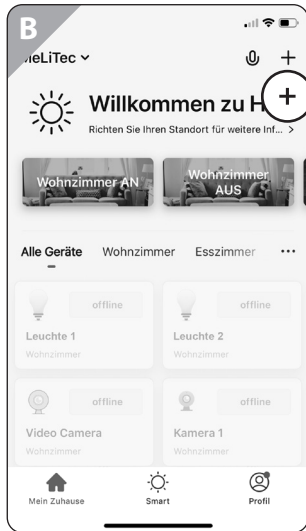 B
MeLiTec
+
Willkommen zu H
Richten Sie Ihren Standort für weitere Inf... >
Wohnzimmer AN
Wohnzimmer
AUS
Alle Geräte Wohnzimmer Esszimmer ...
offline
offline
Leuchte 1
Leuchte 2
Wohnzimmer
Wohnzimmer
offline
offline
Video Camera
Kamera 1
Wohnzimmer
Wohnzimmer
Mein Zuhause
Smart
Profil